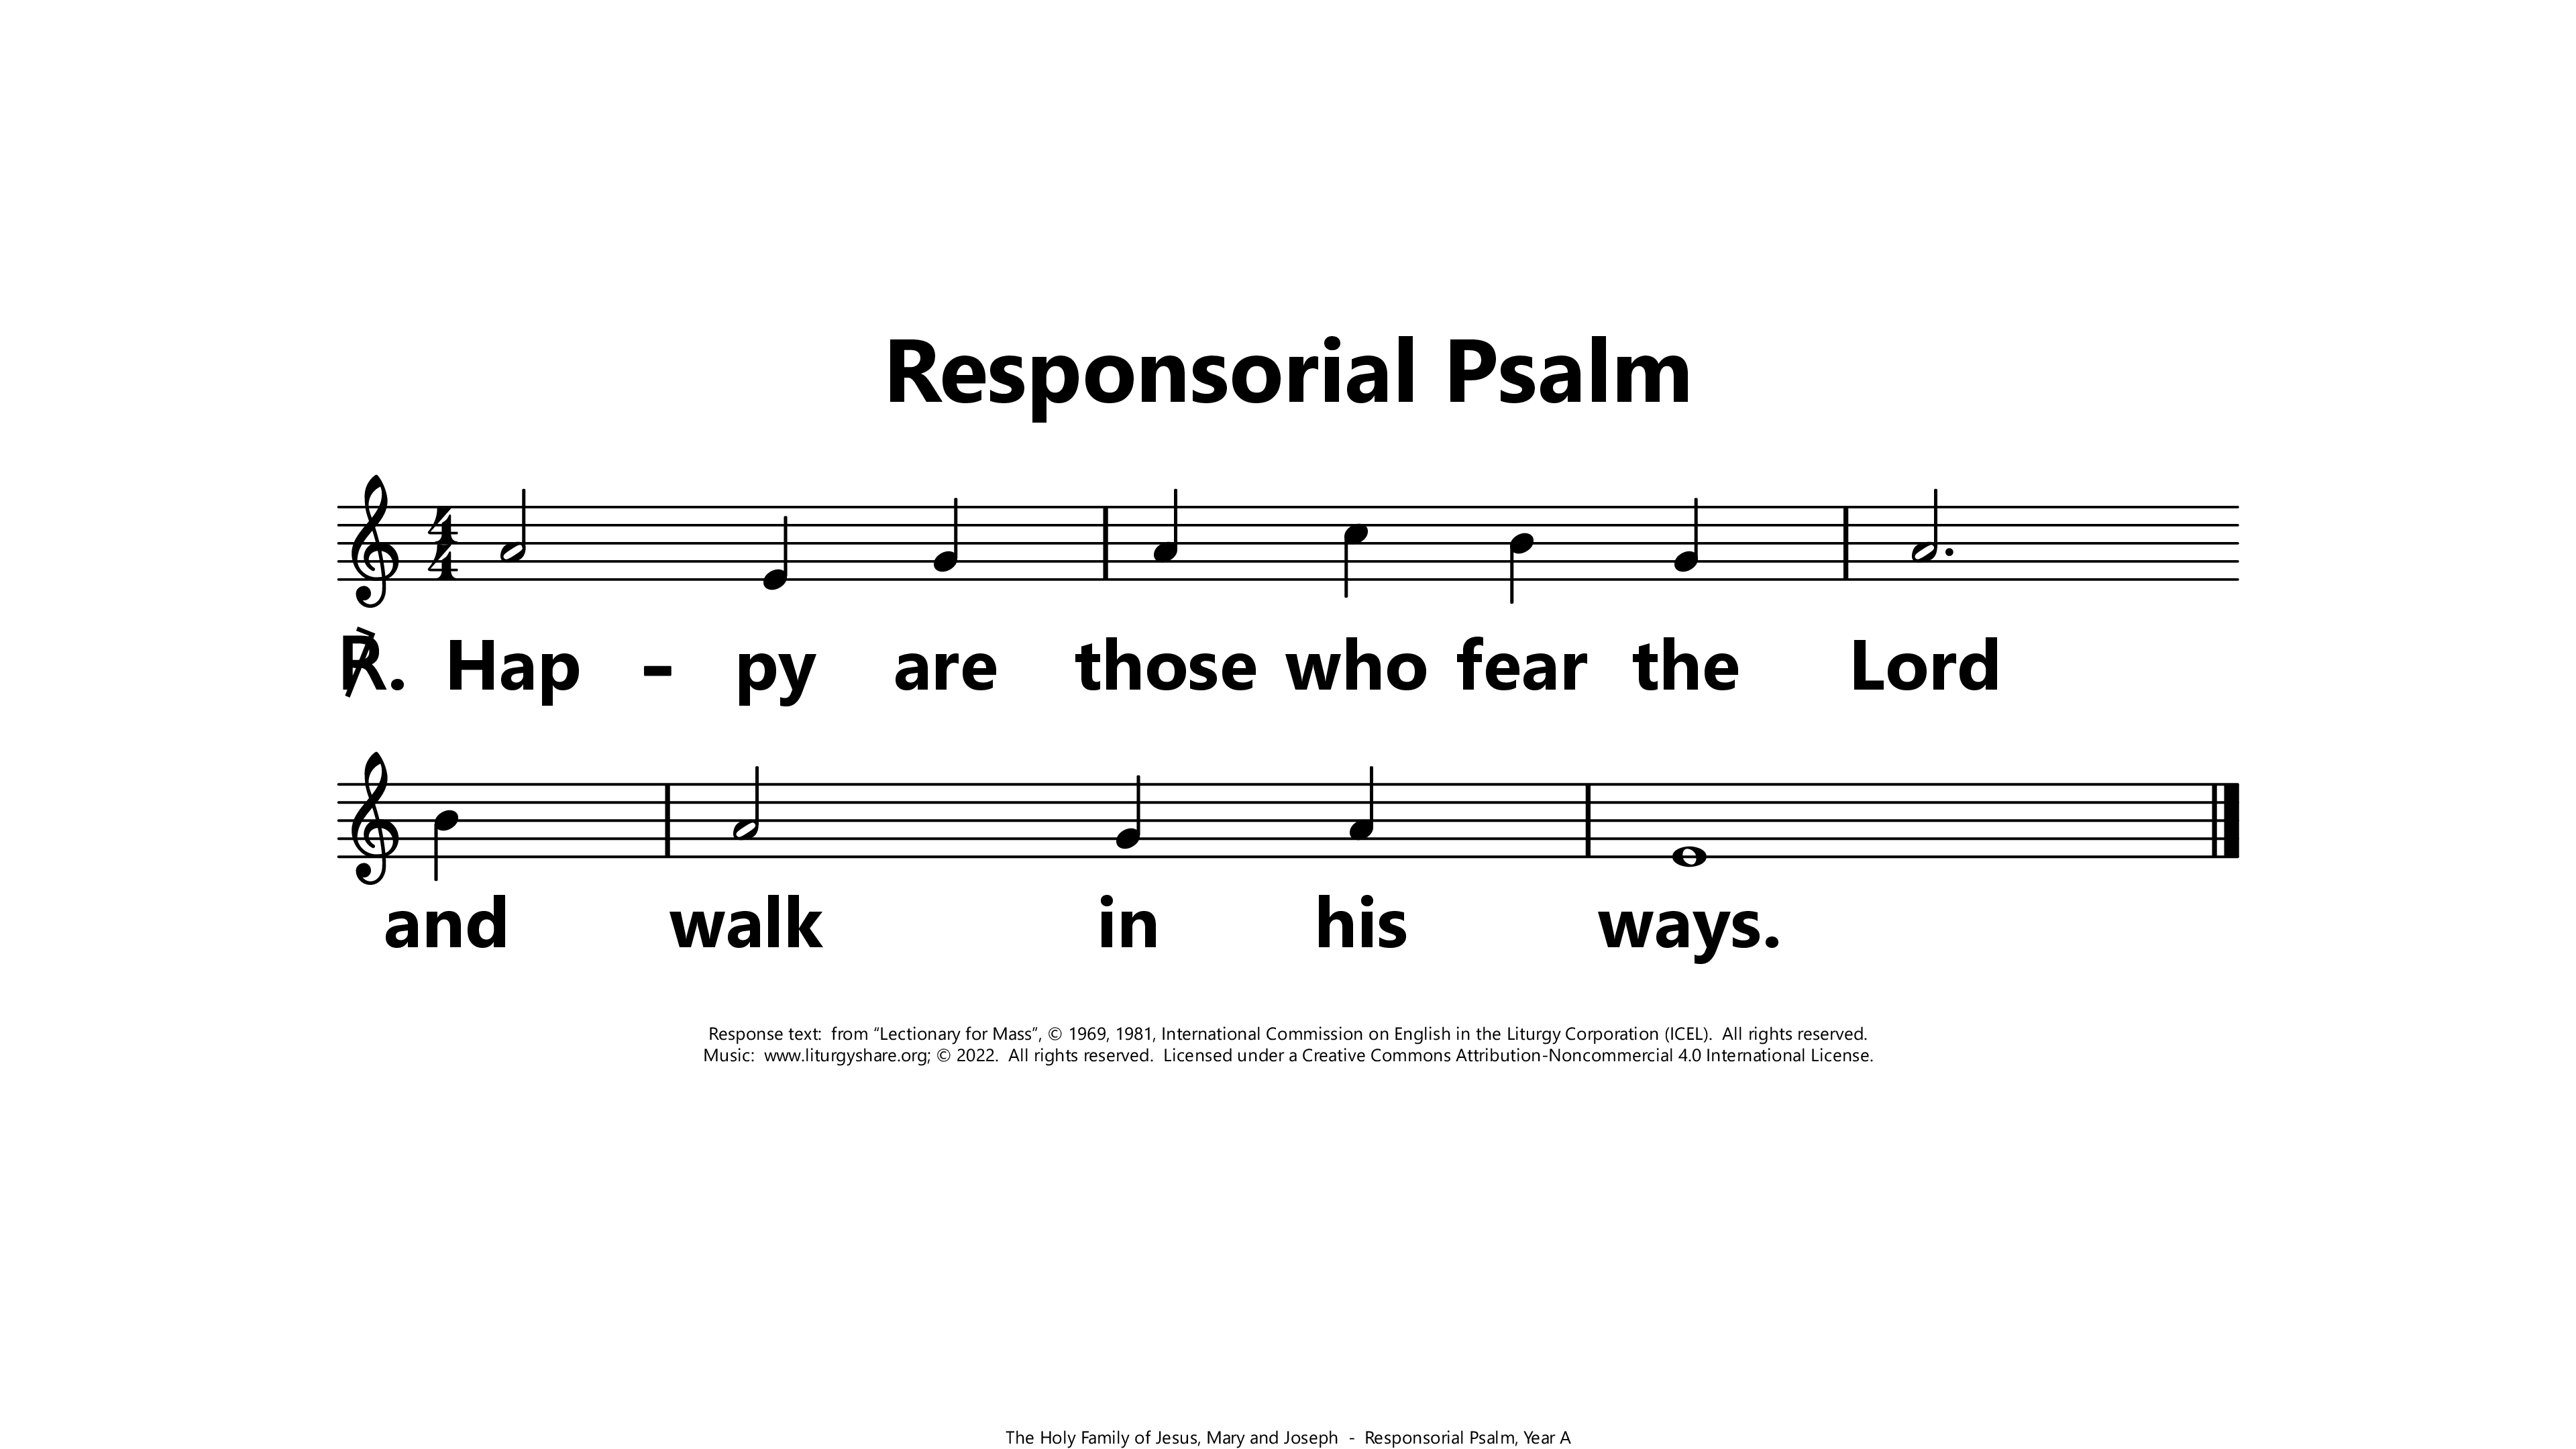 Responsorial Psalm
℟. Hap - py are those who fear the Lord
and walk in his ways.
Response text:  from “Lectionary for Mass”, © 1969, 1981, International Commission on English in the Liturgy Corporation (ICEL).  All rights reserved.
Music:  www.liturgyshare.org; © 2022.  All rights reserved.  Licensed under a Creative Commons Attribution-Noncommercial 4.0 International License.
The Holy Family of Jesus, Mary and Joseph  -  Responsorial Psalm, Year A